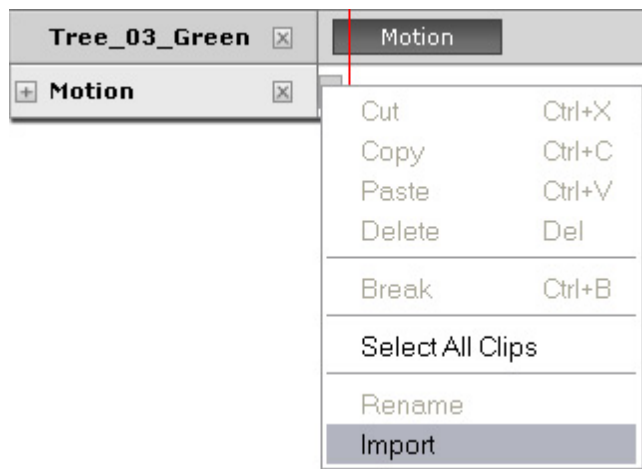 Tree_03_Green Motion
Motion
Cut Ctrl+X
Copy Ctrl+C
Paste Ctrl+V
Delete Del
Break Ctrl+B
Select All Clips
Rename
Import